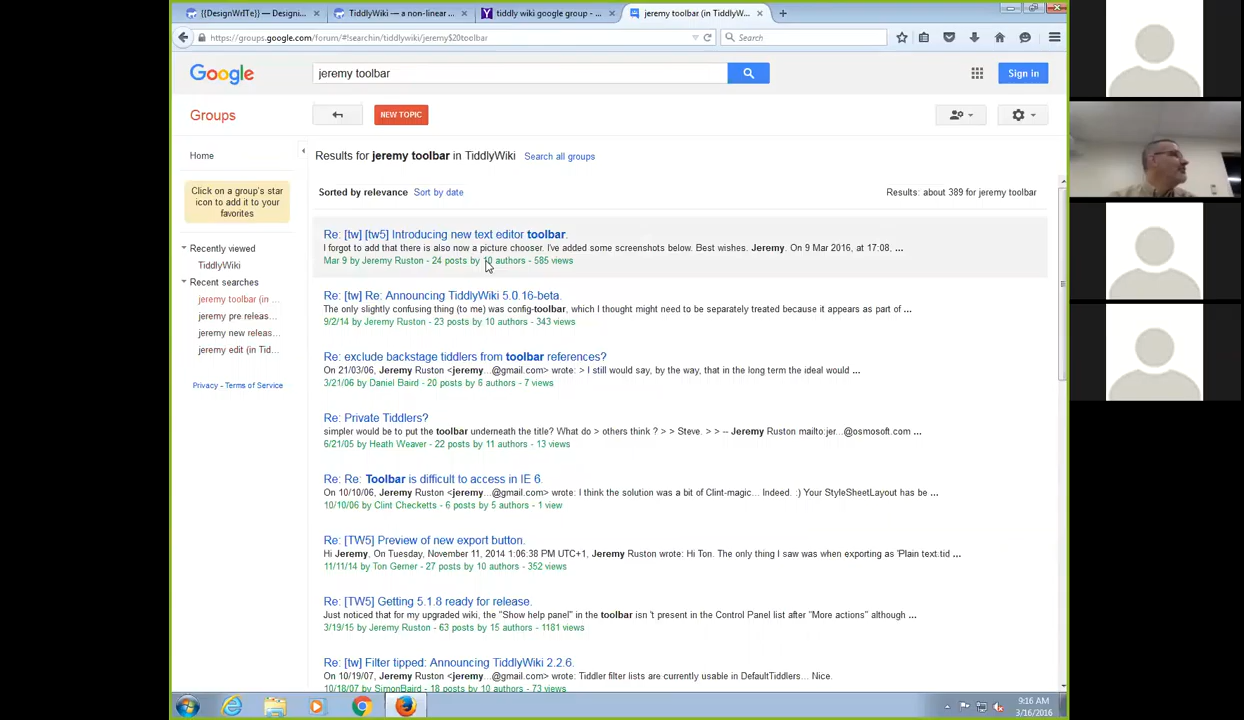 {{DesignWrITe}} — Designi...
TiddlyWiki — a non-linear ...
tiddly wiki google group - ...
jeremy toolbar (in TiddlyW...
https://groups.google.com/forum/#!searchin/tiddlywiki/jeremy$20toolbar
Search
Google
jeremy toolbar
Sign in
Groups
NEW TOPIC
Home
Click on a group's star
icon to add it to your
favorites
Recently viewed
TiddlyWiki
Recent searches
jeremy toolbar (in ...
jeremy pre releas...
jeremy new releas...
jeremy edit (in Tid...
Privacy - Terms of Service
Results for jeremy toolbar in TiddlyWiki Search all groups
Sorted by relevance Sort by date
Results: about 389 for jeremy toolbar
Re: [tw] [tw5] Introducing new text editor toolbar.
I forgot to add that there is also now a picture chooser. I've added some screenshots below. Best wishes. Jeremy. On 9 Mar 2016, at 17:08, ...
Mar 9 by Jeremy Ruston - 24 posts by 10 authors - 585 views
Re: [tw] Re: Announcing TiddlyWiki 5.0.16-beta.
The only slightly confusing thing (to me) was config-toolbar, which I thought might need to be separately treated because it appears as part of ...
9/2/14 by Jeremy Ruston - 23 posts by 10 authors - 343 views
Re: exclude backstage tiddlers from toolbar references?
On 21/03/06, Jeremy Ruston <jeremy...@gmail.com> wrote: > I still would say, by the way, that in the long term the ideal would ...
3/21/06 by Daniel Baird - 20 posts by 6 authors - 7 views
Re: Private Tiddlers?
simpler would be to put the toolbar underneath the title? What do > others think ? > > Steve. > > -- Jeremy Ruston mailto:jer...@osmosoft.com ...
6/21/05 by Heath Weaver - 22 posts by 11 authors - 13 views
Re: Re: Toolbar is difficult to access in IE 6.
On 10/10/06, Jeremy Ruston <jeremy...@gmail.com> wrote: I think the solution was a bit of Clint-magic... Indeed. :) Your StyleSheetLayout has be ...
10/10/06 by Clint Checketts - 6 posts by 5 authors - 1 view
Re: [TW5] Preview of new export button.
Hi Jeremy, On Tuesday, November 11, 2014 1:06:38 PM UTC+1, Jeremy Ruston wrote: Hi Ton. The only thing I saw was when exporting as 'Plain text.tid ...
11/11/14 by Ton Gerner - 27 posts by 10 authors - 352 views
Re: [TW5] Getting 5.1.8 ready for release.
Just noticed that for my upgraded wiki, the "Show help panel" in the toolbar isn 't present in the Control Panel list after "More actions" although ...
3/19/15 by Jeremy Ruston - 63 posts by 15 authors - 1181 views
Re: [tw] Filter tipped: Announcing TiddlyWiki 2.2.6.
On 10/19/07, Jeremy Ruston <jeremy...@gmail.com> wrote: > Tiddler filter lists are currently usable in DefaultTiddlers... Nice.
10/18/07 by SimonBaird - 18 posts by 10 authors - 73 views
9:16 AM
3/16/2016